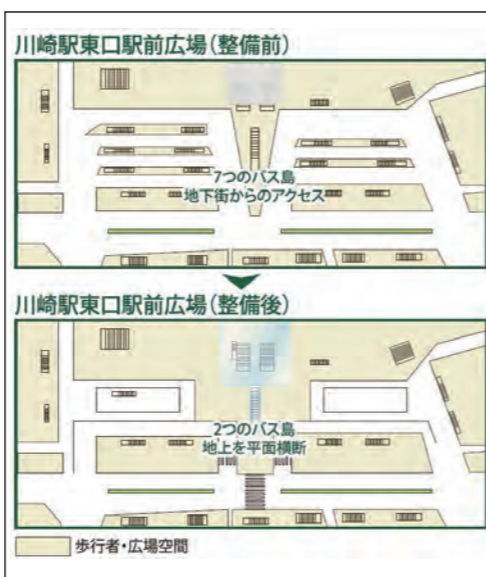 川崎駅東口駅前広場（整備前）
7つのバス島
地下街からのアクセス
川崎駅東口駅前広場（整備後）
2つのバス島
地上を平面横断
歩行者・広場空間